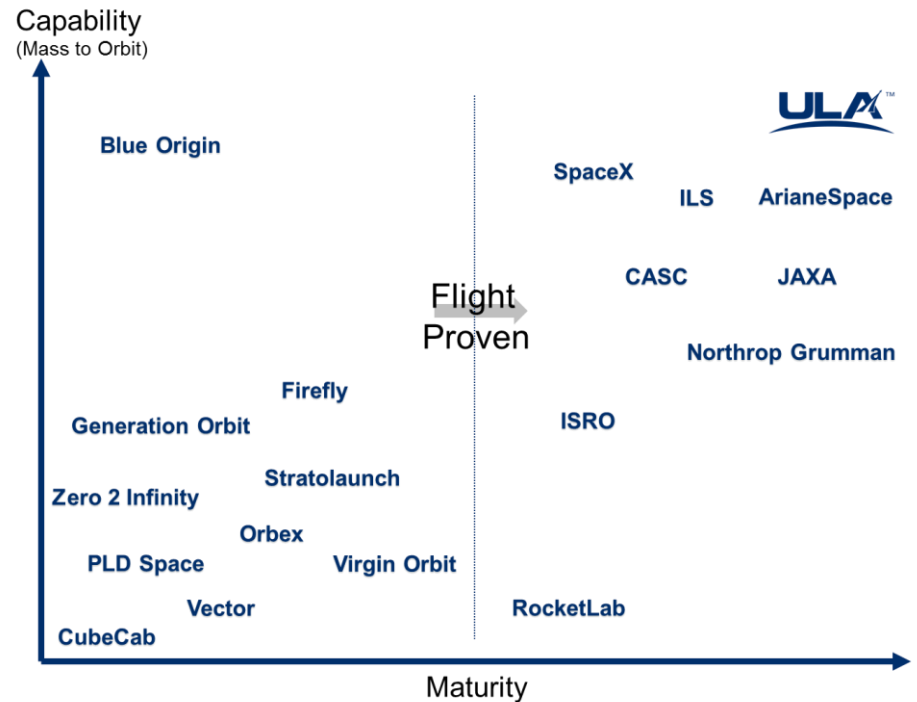 Capability
(Mass to Orbit)
ULA™
Blue Origin
SpaceX
ILS
ArianeSpace
CASC
JAXA
Flight
Proven
Northrop Grumman
Firefly
Generation Orbit
ISRO
Stratolaunch
Zero 2 Infinity
Orbex
PLD Space
Virgin Orbit
Vector
RocketLab
CubeCab
Maturity